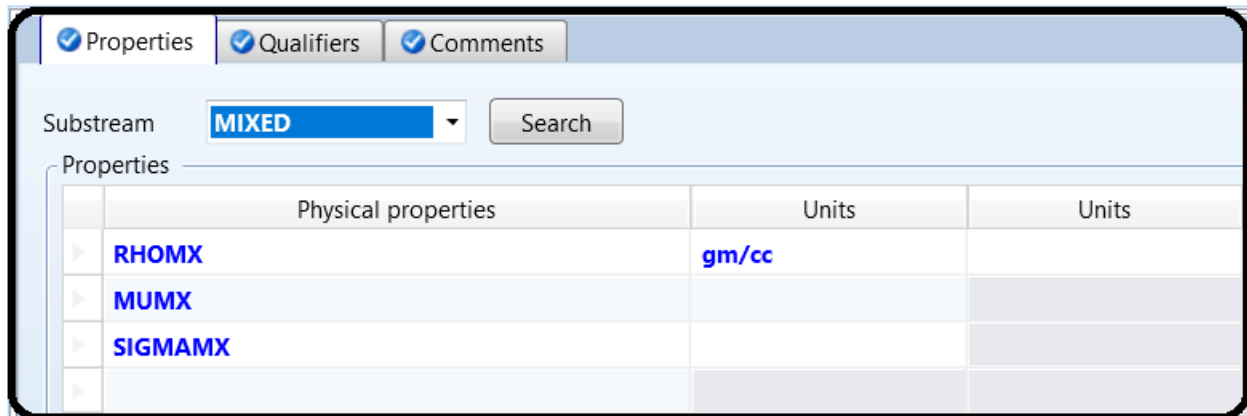 Properties Qualifiers Comments
Substream MIXED Search
Properties
Physical properties Units Units
RHOMX gm/cc
MUMX
SIGMAMX